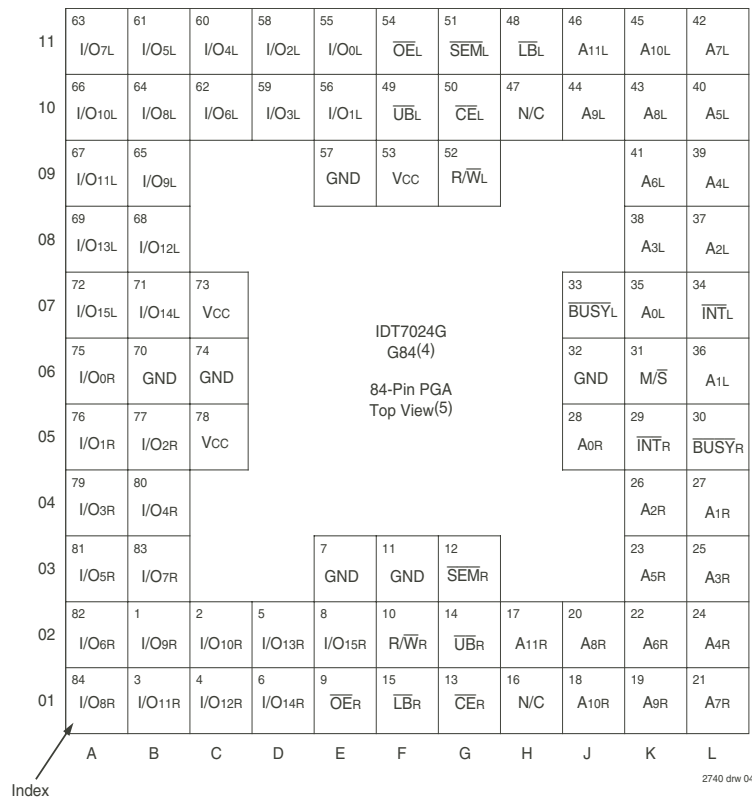 63 61 60 58 55 54 51 48 46 45 42
11 I/O7L I/O5L I/O4L I/O2L I/O0L OEL SEML LBL A11L A10L A7L
66 64 62 59 56 49 50 47 44 43 40
10 I/O10L I/O8L I/O6L I/O3L I/O1L UBL CEL N/C A9L A8L A5L
67 65 57 53 52 41 39
09 I/O11L I/O9L GND VCC R/WL A6L A4L
69 68 38 37
08 I/O13L I/O12L A3L A2L
72 71 73 33 35 34
07 I/O15L I/O14L VCC BUSYL A0L INTL
IDT7024G
G84(4)
75 70 74 32 31 36
06 I/O0R GND GND GND M/S A1L
84-Pin PGA
Top View(5)
76 77 78 28 29 30
05 I/O1R I/O2R VCC A0R INTR BUSYR
79 80 26 27
04 I/O3R I/O4R A2R A1R
81 83 7 11 12 23 25
03 I/O5R I/O7R GND GND SEMR A5R A3R
82 1 2 5 8 10 14 17 20 22 24
02 I/O6R I/O9R I/O10R I/O13R I/O15R R/WR UBR A11R A8R A6R A4R
84 3 4 6 9 15 13 16 18 19 21
01 I/O8R I/O11R I/O12R I/O14R OER LBR CER N/C A10R A9R A7R
A B C D E F G H J K L
2740 drw 04
Index